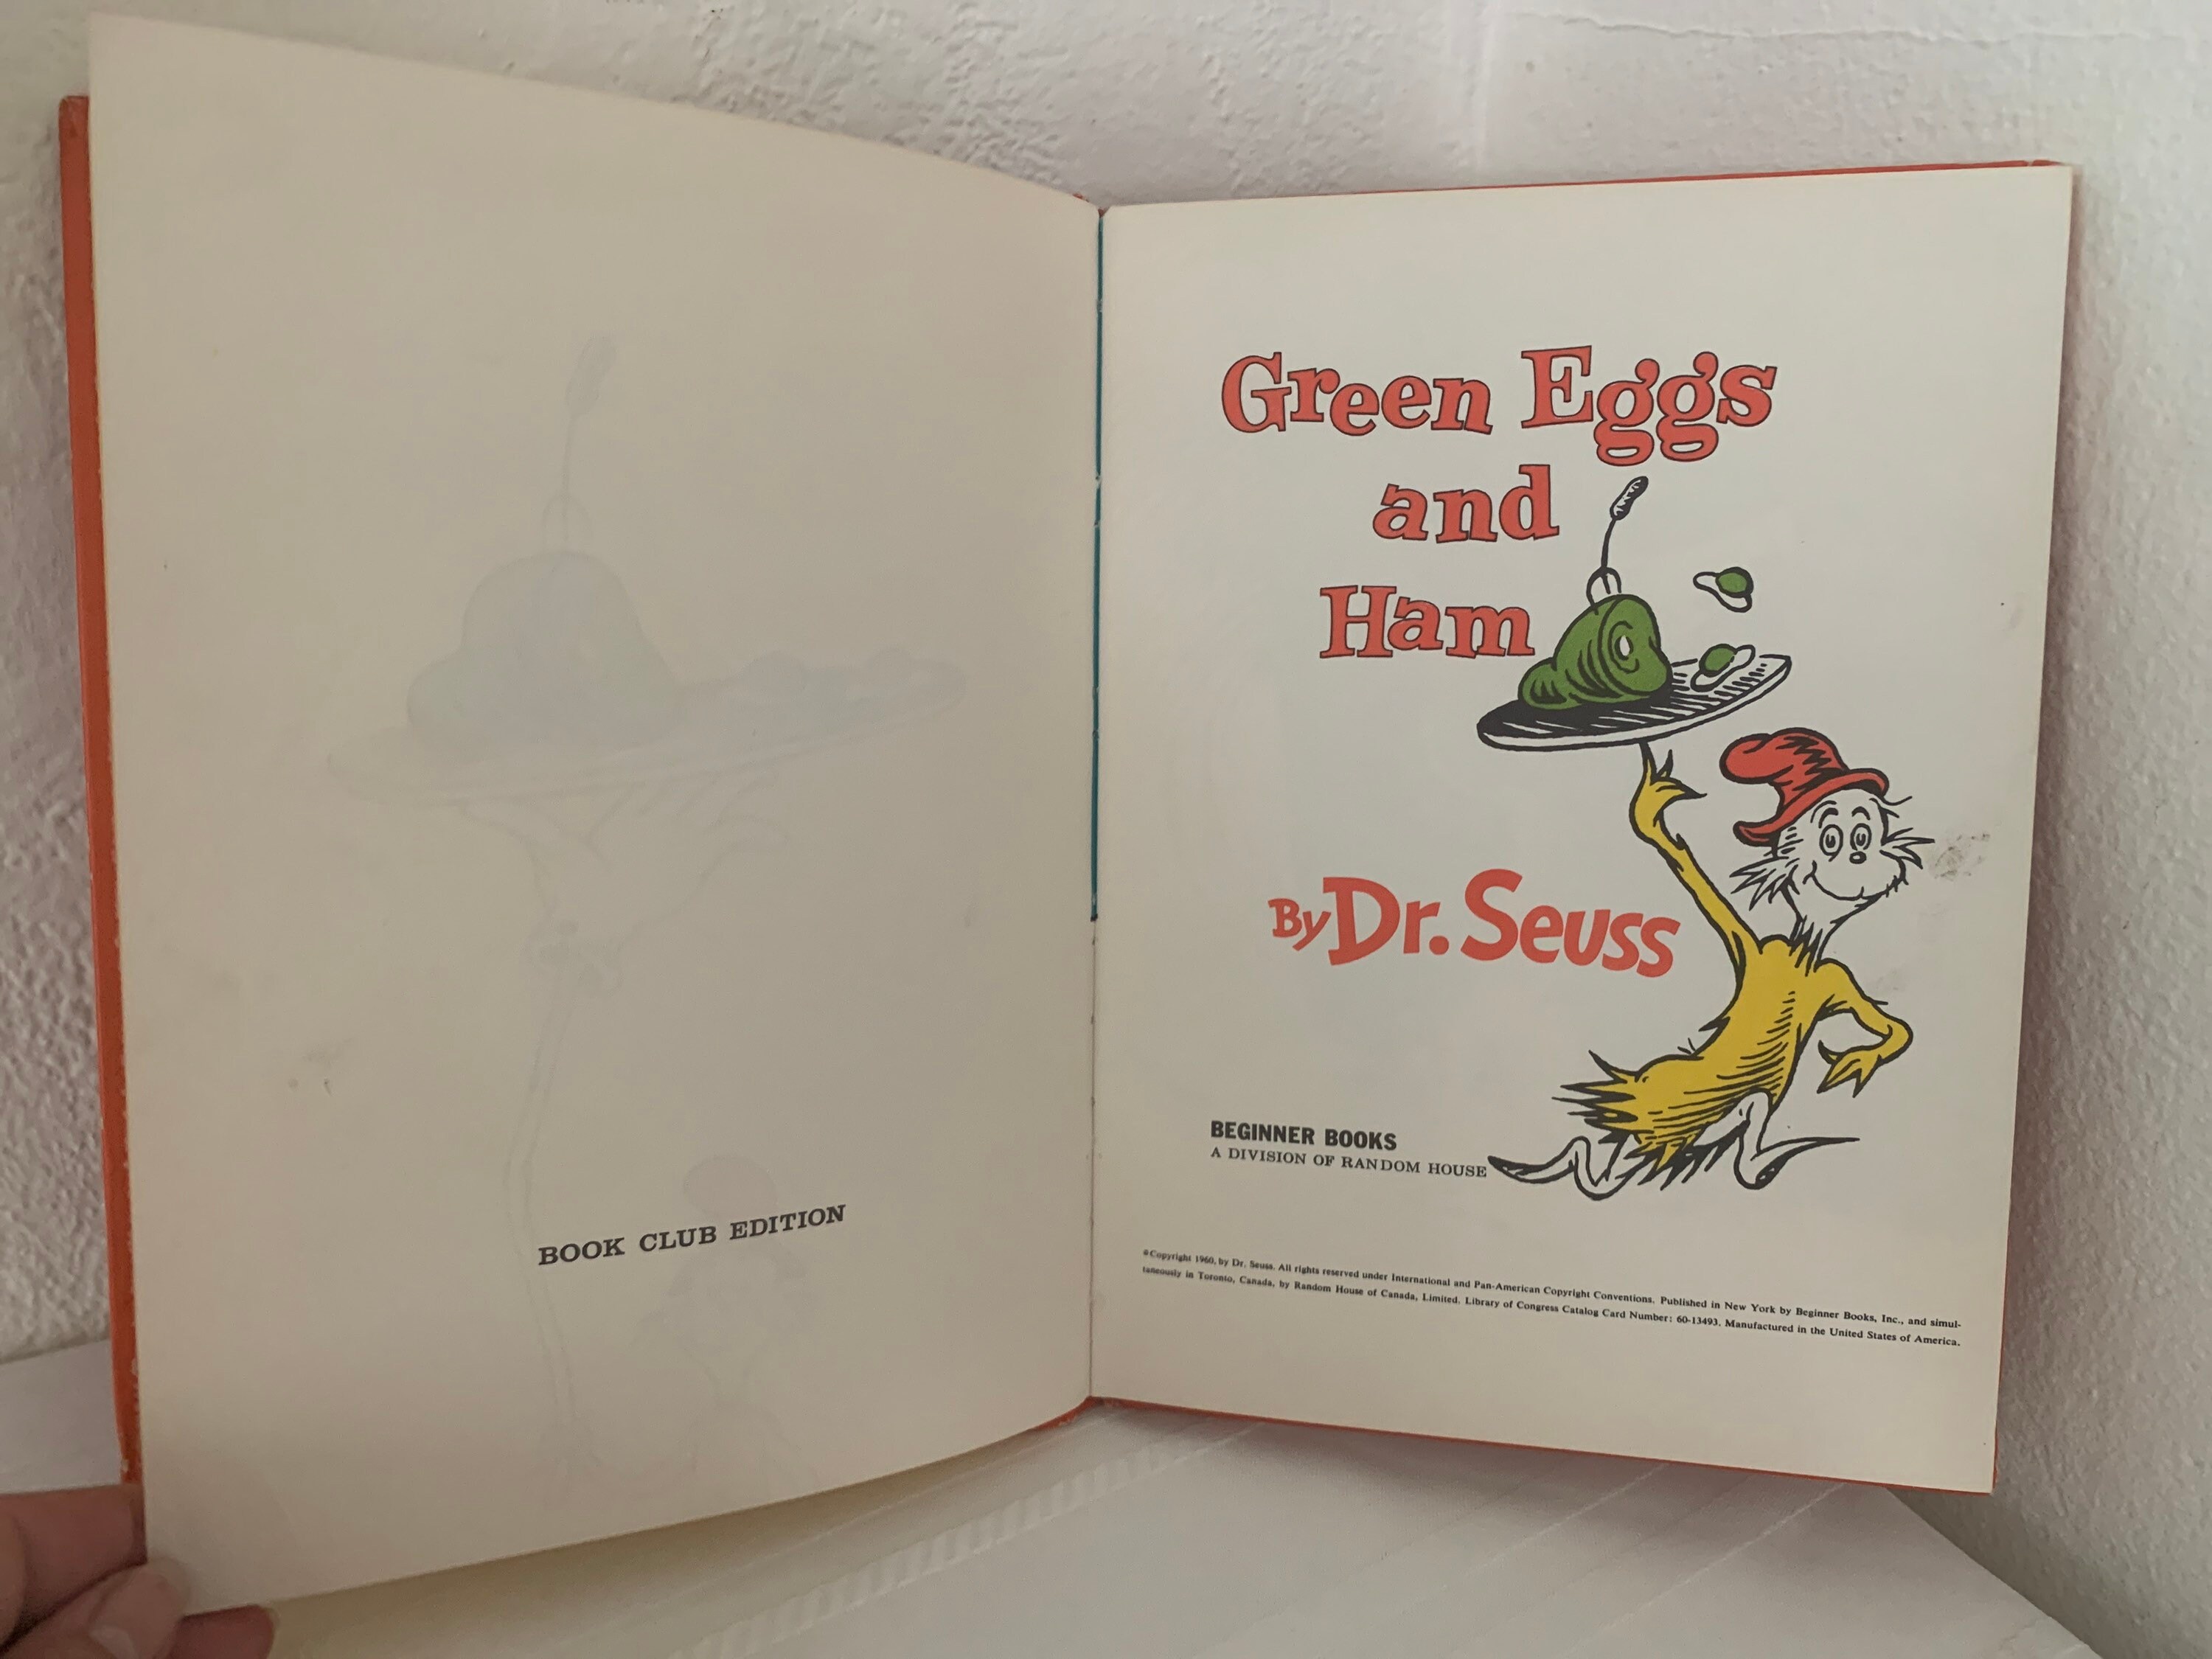 BOOK CLUB EDITION
Green Eggs
and
Ham
By Dr. Seuss
BEGINNER BOOKS
A DIVISION OF RANDOM HOUSE
©Copyright 1960, by Dr. Seuss. All rights reserved under International and Pan-American Copyright Conventions. Published in New York by Beginner Books, Inc., and simul-
taneously in Toronto, Canada, by Random House of Canada, Limited. Library of Congress Catalog Card Number: 60-13493. Manufactured in the United States of America.